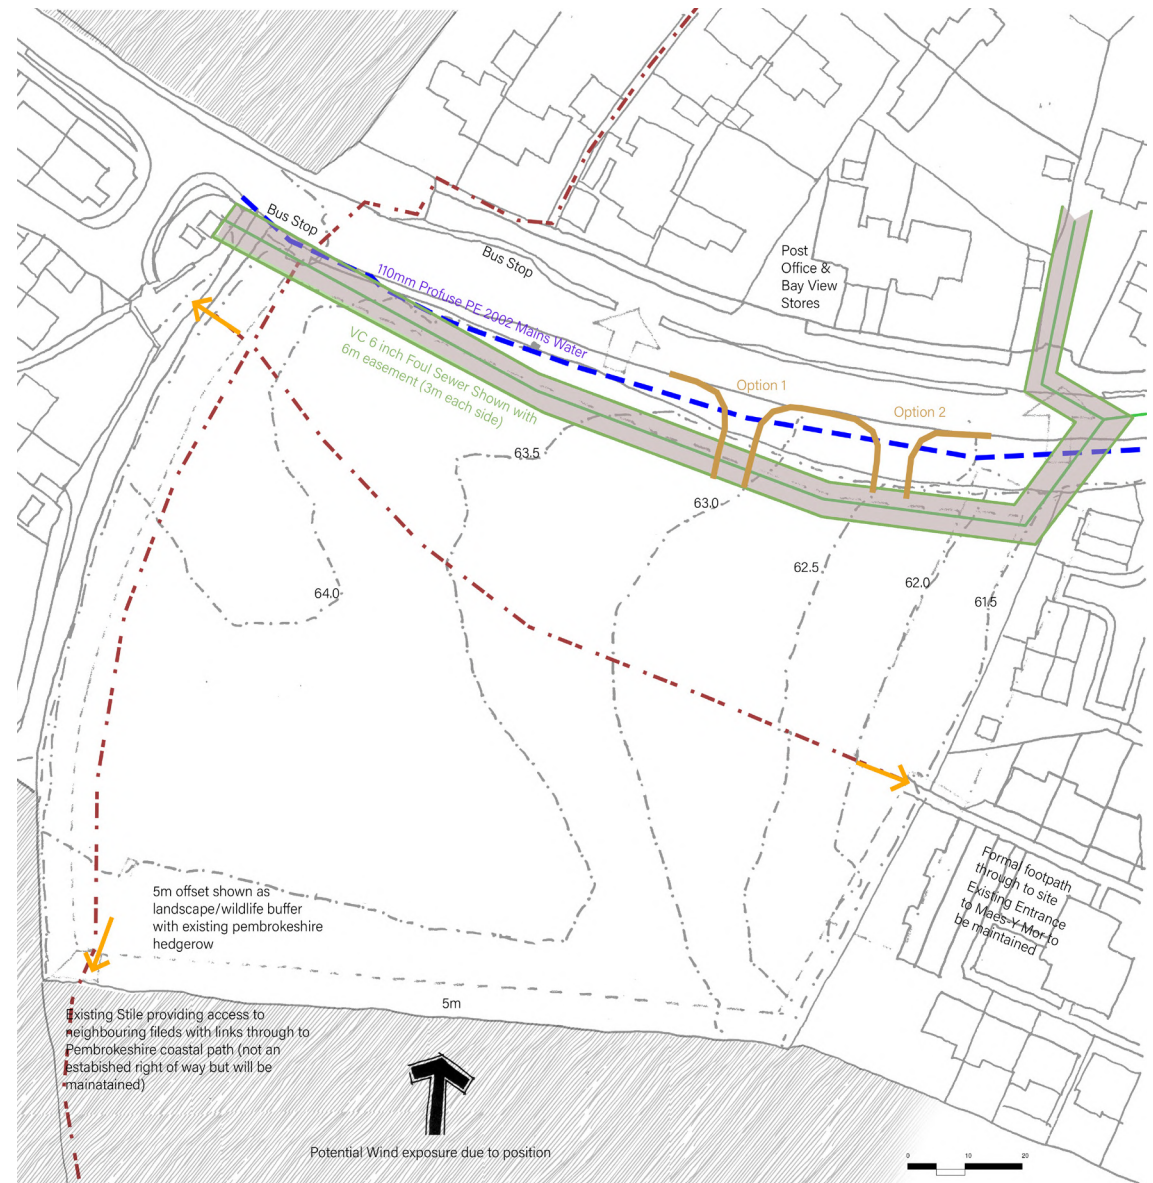 Bus Stop
Bus Stop
Post
Office &
Bay View
Stores
110mm Profuse PE 2002 Mains Water
VC 6 inch Foul Sewer Shown with
6m easement (3m each side)
Option 1
Option 2
63.5
63.0
62.5
62.0
61.5
64.0
5m offset shown as
landscape/wildlife buffer
with existing pembrokeshire
hedgerow
Formal footpath
through to site
Existing Entrance
to Maes-Y Mor to
be maintained
5m
Existing Stile providing access to
neighbouring fileds with links through to
Pembrokeshire coastal path (not an
estabished right of way but will be
mainatained)
Potential Wind exposure due to position
0 10 20